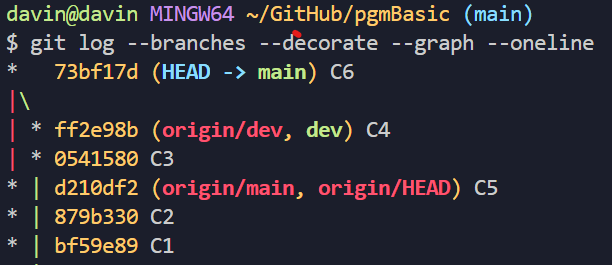 davin@davin MINGW64 ~/GitHub/pgmBasic (main)
$ git log --branches --decorate --graph --oneline
*   73bf17d (HEAD -> main) C6
|\
| * ff2e98b (origin/dev, dev) C4
| * 0541580 C3
* | d210df2 (origin/main, origin/HEAD) C5
* | 879b330 C2
* | bf59e89 C1